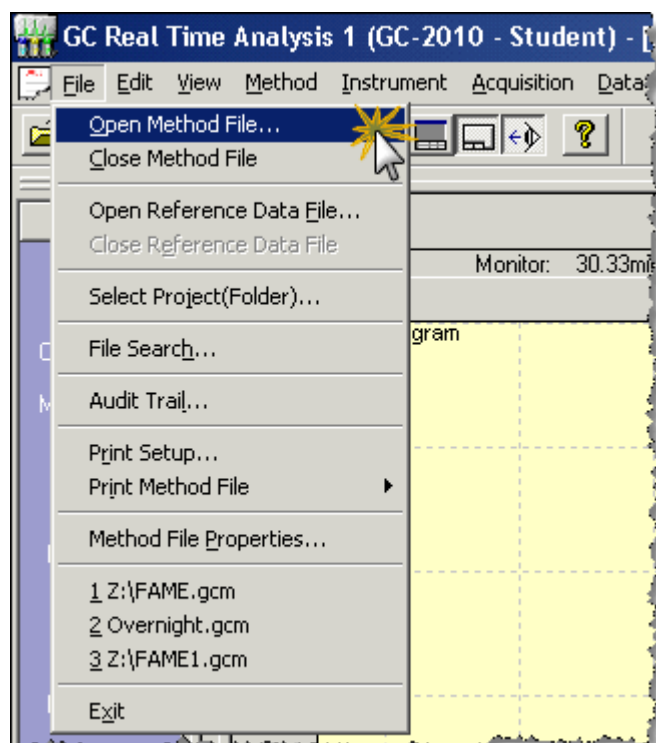 GC Real Time Analysis 1 (GC-2010 - Student) - [
File Edit View Method Instrument Acquisition Data
Open Method File...
Close Method File
Open Reference Data File...
Close Reference Data File
Monitor: 30.33mi
Select Project(Folder)...
gram
File Search...
Audit Trail...
Print Setup...
Print Method File
Method File Properties...
1 Z:\FAME.gcm
2 Overnight.gcm
3 Z:\FAME1.gcm
Exit